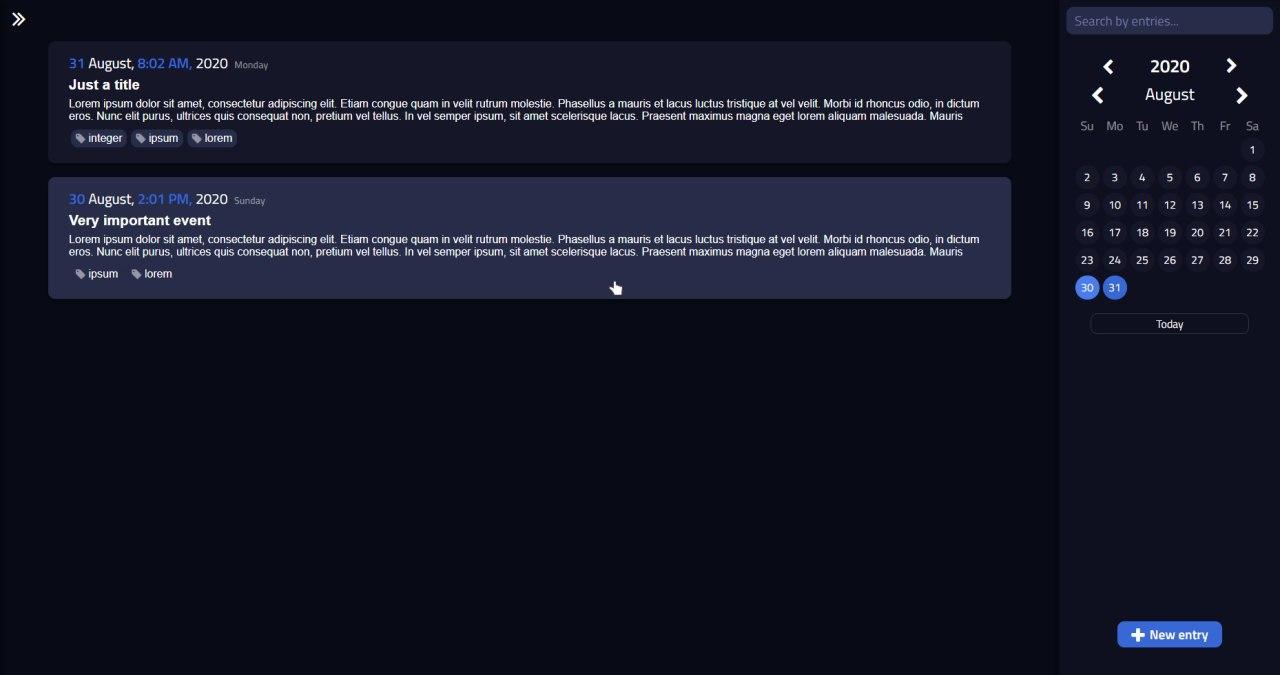 31 August, 8:02 AM, 2020 Monday
Just a title
Lorem ipsum dolor sit amet, consectetur adipiscing elit. Etiam congue quam in velit rutrum molestie. Phasellus a mauris et lacus luctus tristique at vel velit. Morbi id rhoncus odio, in dictum
eros. Nunc elit purus, ultrices quis consequat non, pretium vel tellus. In vel semper ipsum, sit amet scelerisque lacus. Praesent maximus magna eget lorem aliquam malesuada. Mauris
integer ipsum lorem
30 August, 2:01 PM, 2020 Sunday
Very important event
Lorem ipsum dolor sit amet, consectetur adipiscing elit. Etiam congue quam in velit rutrum molestie. Phasellus a mauris et lacus luctus tristique at vel velit. Morbi id rhoncus odio, in dictum
eros. Nunc elit purus, ultrices quis consequat non, pretium vel tellus. In vel semper ipsum, sit amet scelerisque lacus. Praesent maximus magna eget lorem aliquam malesuada. Mauris
ipsum lorem
Search by entries...
2020
August
Su Mo Tu We Th Fr Sa
1
2 3 4 5 6 7 8
9 10 11 12 13 14 15
16 17 18 19 20 21 22
23 24 25 26 27 28 29
30 31
Today
New entry